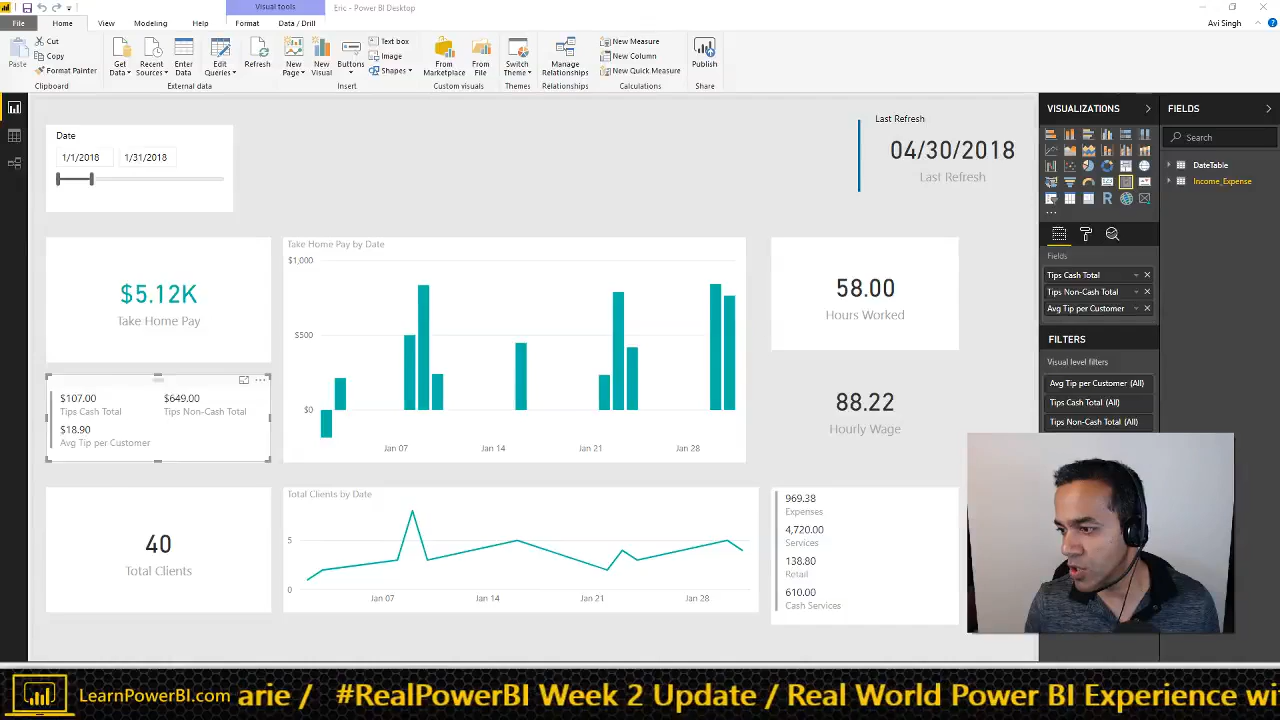 Visual tools
Eric - Power BI Desktop
File
Home
View
Modeling
Help
Format
Data / Drill
Avi Singh
Paste
Cut
Copy
Format Painter
Clipboard
Get Data
Recent Sources
Enter Data
Edit Queries
Refresh
External data
New Page
New Visual
Buttons
Text box
Image
Shapes
Insert
From Marketplace
From File
Custom visuals
Switch Theme
Themes
Manage Relationships
Relationships
New Measure
New Column
New Quick Measure
Calculations
Publish
Share
Date
1/1/2018
1/31/2018
Last Refresh
04/30/2018
Last Refresh
$5.12K
Take Home Pay
Take Home Pay by Date
$1,000
$500
$0
Jan 07
Jan 14
Jan 21
Jan 28
58.00
Hours Worked
$107.00
Tips Cash Total
$649.00
Tips Non-Cash Total
$18.90
Avg Tip per Customer
88.22
Hourly Wage
40
Total Clients
Total Clients by Date
5
0
Jan 07
Jan 14
Jan 21
Jan 28
969.38
Expenses
4,720.00
Services
138.80
Retail
610.00
Cash Services
VISUALIZATIONS
R
Fields
Tips Cash Total
Tips Non-Cash Total
Avg Tip per Customer
FILTERS
Visual level filters
Avg Tip per Customer (All)
Tips Cash Total (All)
Tips Non-Cash Total (All)
FIELDS
Search
DateTable
Income_Expense
LearnPowerBI.com
arie / #RealPowerBI Week 2 Update / Real World Power BI Experience wi